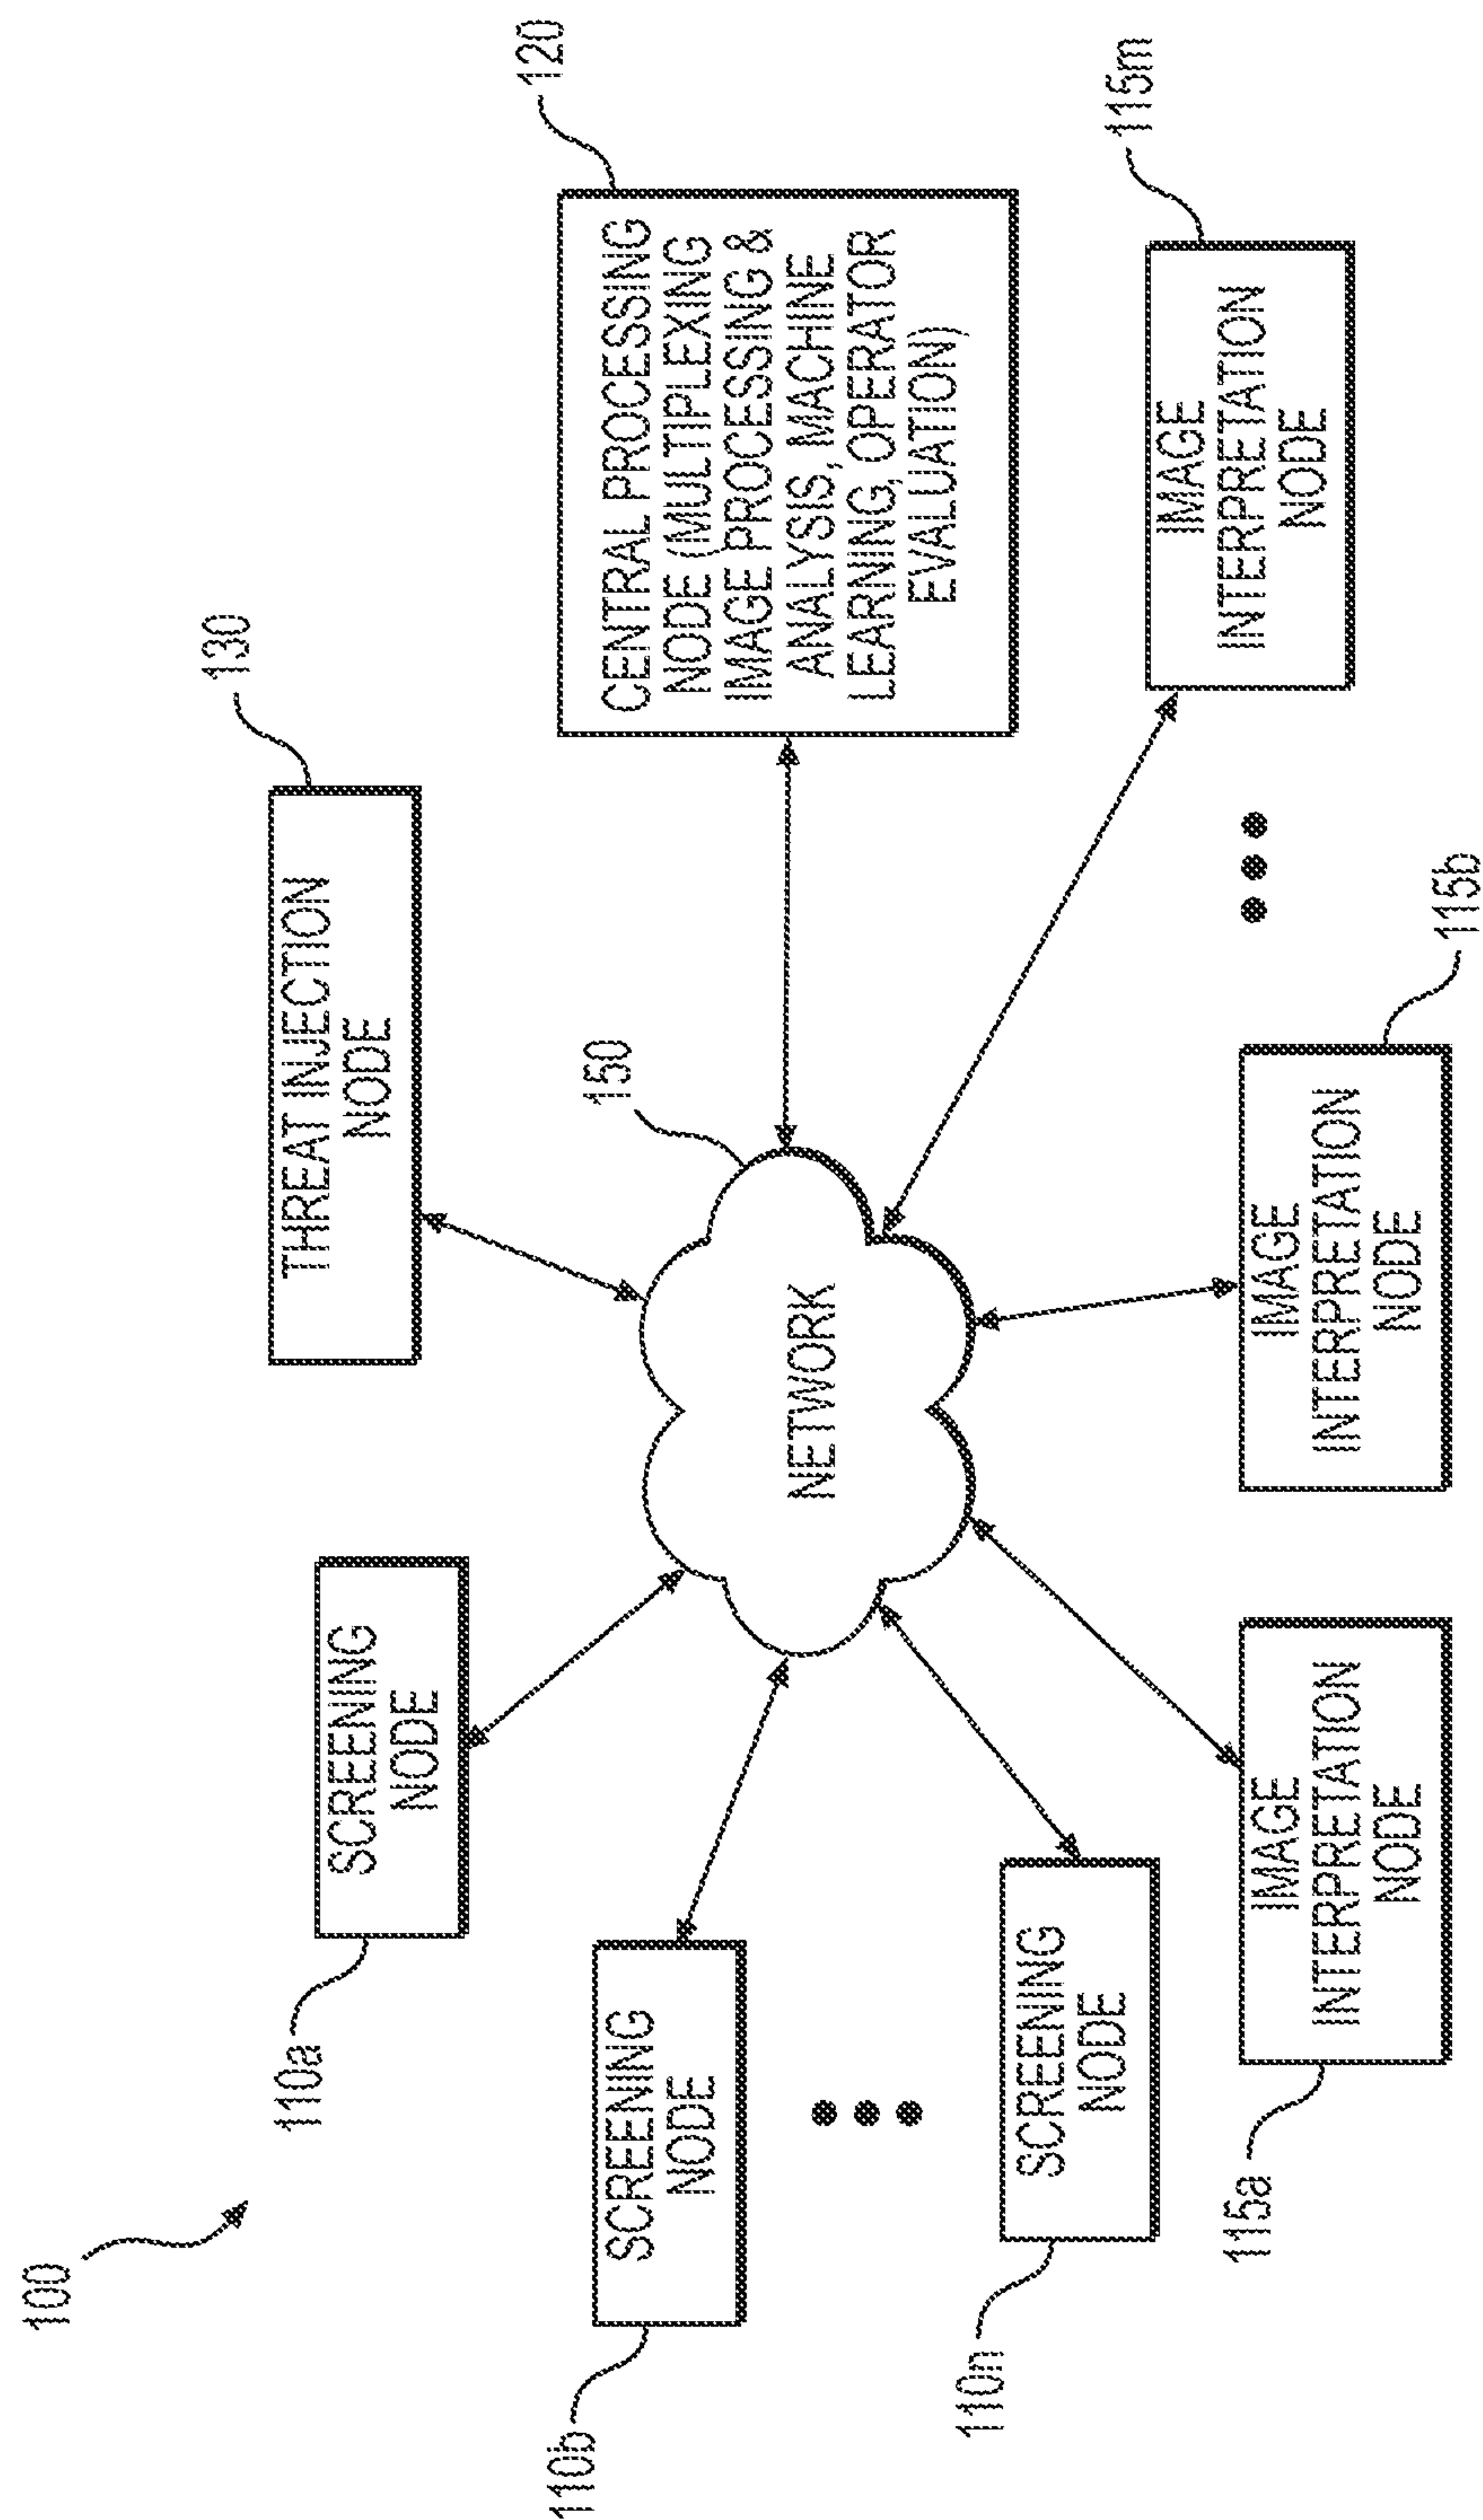 100
110a
SCREENING
NODE
130
THREAT INJECTION
NODE
110b
SCREENING
NODE
150
NETWORK
120
CENTRAL PROCESSING
NODE (MULTIPLEXING
IMAGE PROCESSING &
ANALYSIS, MACHINE
LEARNING, OPERATOR
EVALUATION)
110n
SCREENING
NODE
115a
IMAGE
INTERPRETATION
NODE
115b
IMAGE
INTERPRETATION
NODE
115m
IMAGE
INTERPRETATION
NODE